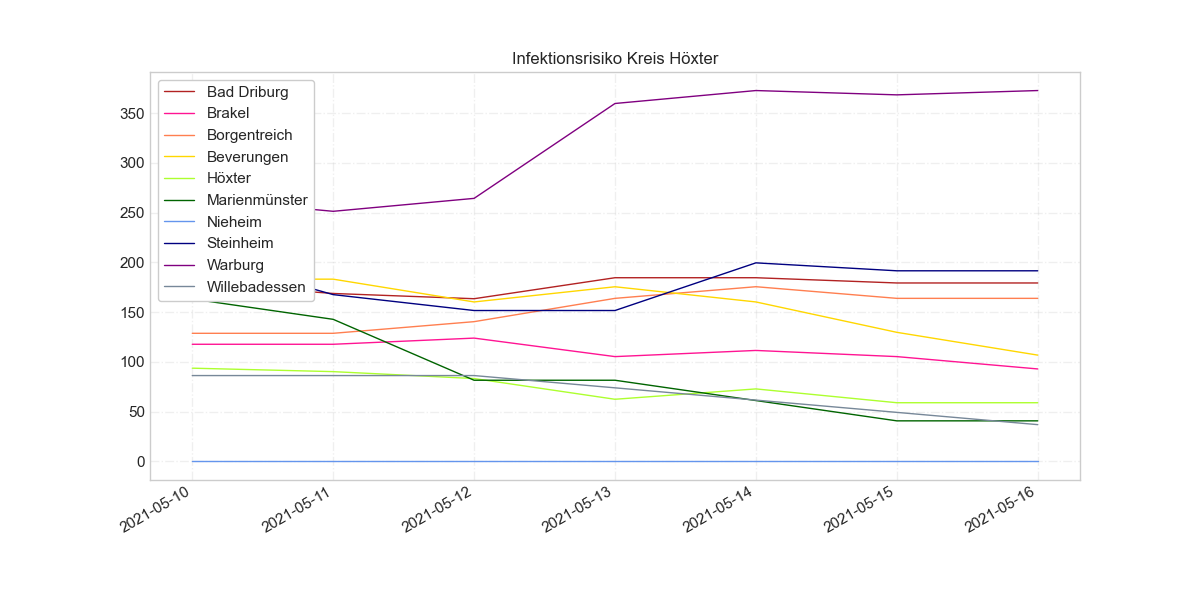 Infektionsrisiko Kreis Höxter
Bad Driburg
Brakel
Borgentreich
Beverungen
Höxter
Marienmünster
Nieheim
Steinheim
Warburg
Willebadessen
350
300
250
200
150
100
50
0
2021-05-10
2021-05-11
2021-05-12
2021-05-13
2021-05-14
2021-05-15
2021-05-16